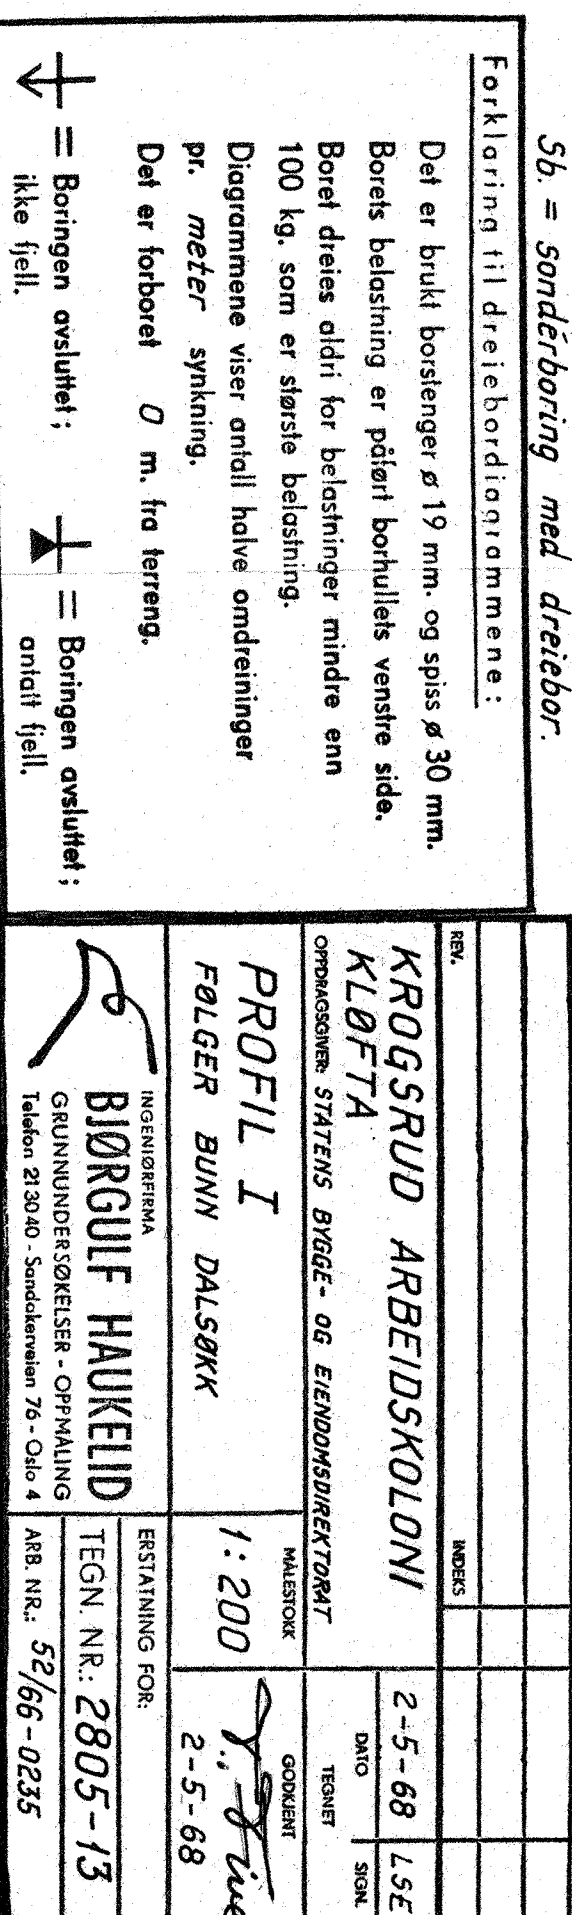 Sb. = Sondérboring med dreiebor.
Forklaring til dreiebordiagrammene:
Det er brukt borstenger ø 19 mm. og spiss ø 30 mm.
Borets belastning er påført borhullets venstre side.
Boret dreies aldri for belastninger mindre enn
100 kg. som er største belastning.
Diagrammene viser antall halve omdreininger
pr. meter synkning.
Det er forboret 0 m. fra terreng.
= Boringen avsluttet;
ikke fjell.
= Boringen avsluttet;
antatt fjell.
REV.
INDEKS
KROGSRUD ARBEIDSKOLONI
KLØFTA
2-5-68 LSE
DATO
SIGN.
OPPDRAGSGIVER: STATENS BYGGE- OG EIENDOMSDIREKTORAT
TEGNET
PROFIL I
FØLGER BUNN DALSØKK
MÅLESTOKK
1:200
GODKJENT
2-5-68
INGENIØRFIRMA
BJØRGULF HAUKELID
GRUNNUNDERSØKELSER - OPPMÅLING
Telefon 21 30 40 - Sandakerveien 76 - Oslo 4
ERSTATNING FOR:
TEGN. NR.: 2805-13
ARB. NR.: 52/66-0235